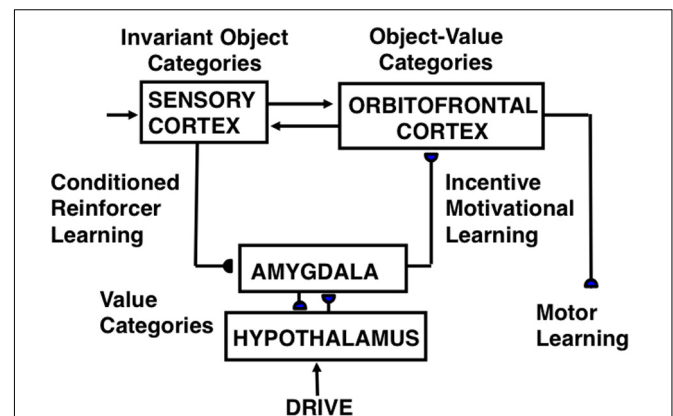 Invariant Object
Categories
Object-Value
Categories
SENSORY
CORTEX
ORBITOFRONTAL
CORTEX
Conditioned
Reinforcer
Learning
Incentive
Motivational
Learning
AMYGDALA
Value
Categories
HYPOTHALAMUS
Motor
Learning
DRIVE